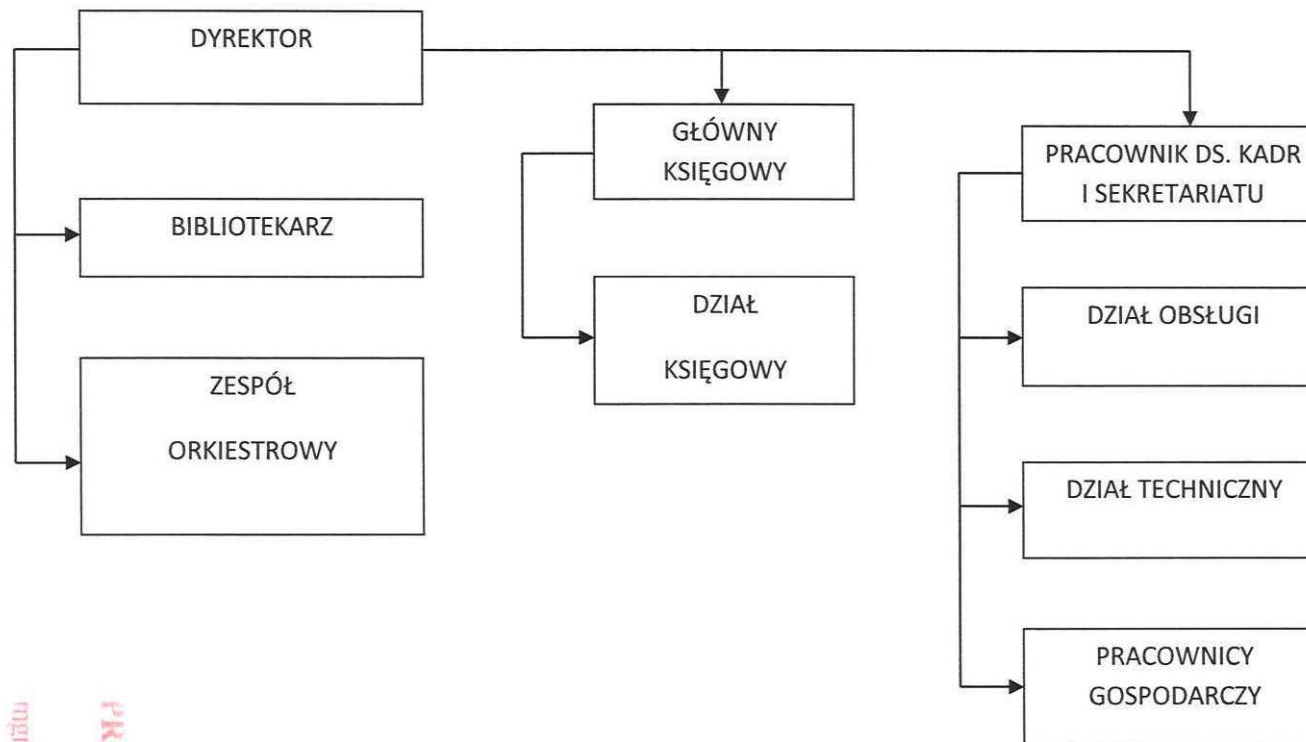 DYREKTOR
BIBLIOTEKARZ
ZESPÓŁ
ORKIESTROWY
GŁÓWNY
KSIĘGOWY
DZIAŁ
KSIĘGOWY
PRACOWNIK DS. KADR
I SEKRETARIATU
DZIAŁ OBSŁUGI
DZIAŁ TECHNICZNY
PRACOWNICY
GOSPODARCZY